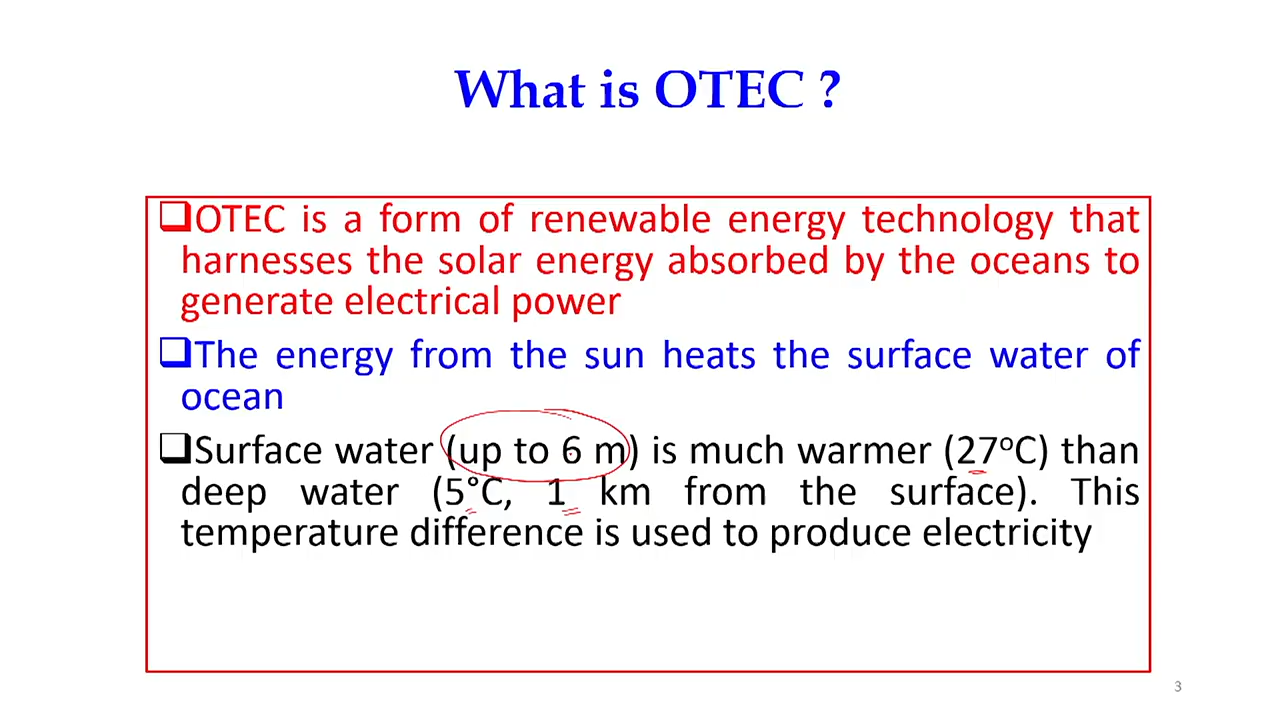 What is OTEC ?
❑OTEC is a form of renewable energy technology that
harnesses the solar energy absorbed by the oceans to
generate electrical power
❑The energy from the sun heats the surface water of
ocean
❑Surface water (up to 6 m) is much warmer (27°C) than
deep water (5°C, 1 km from the surface). This
temperature difference is used to produce electricity
3